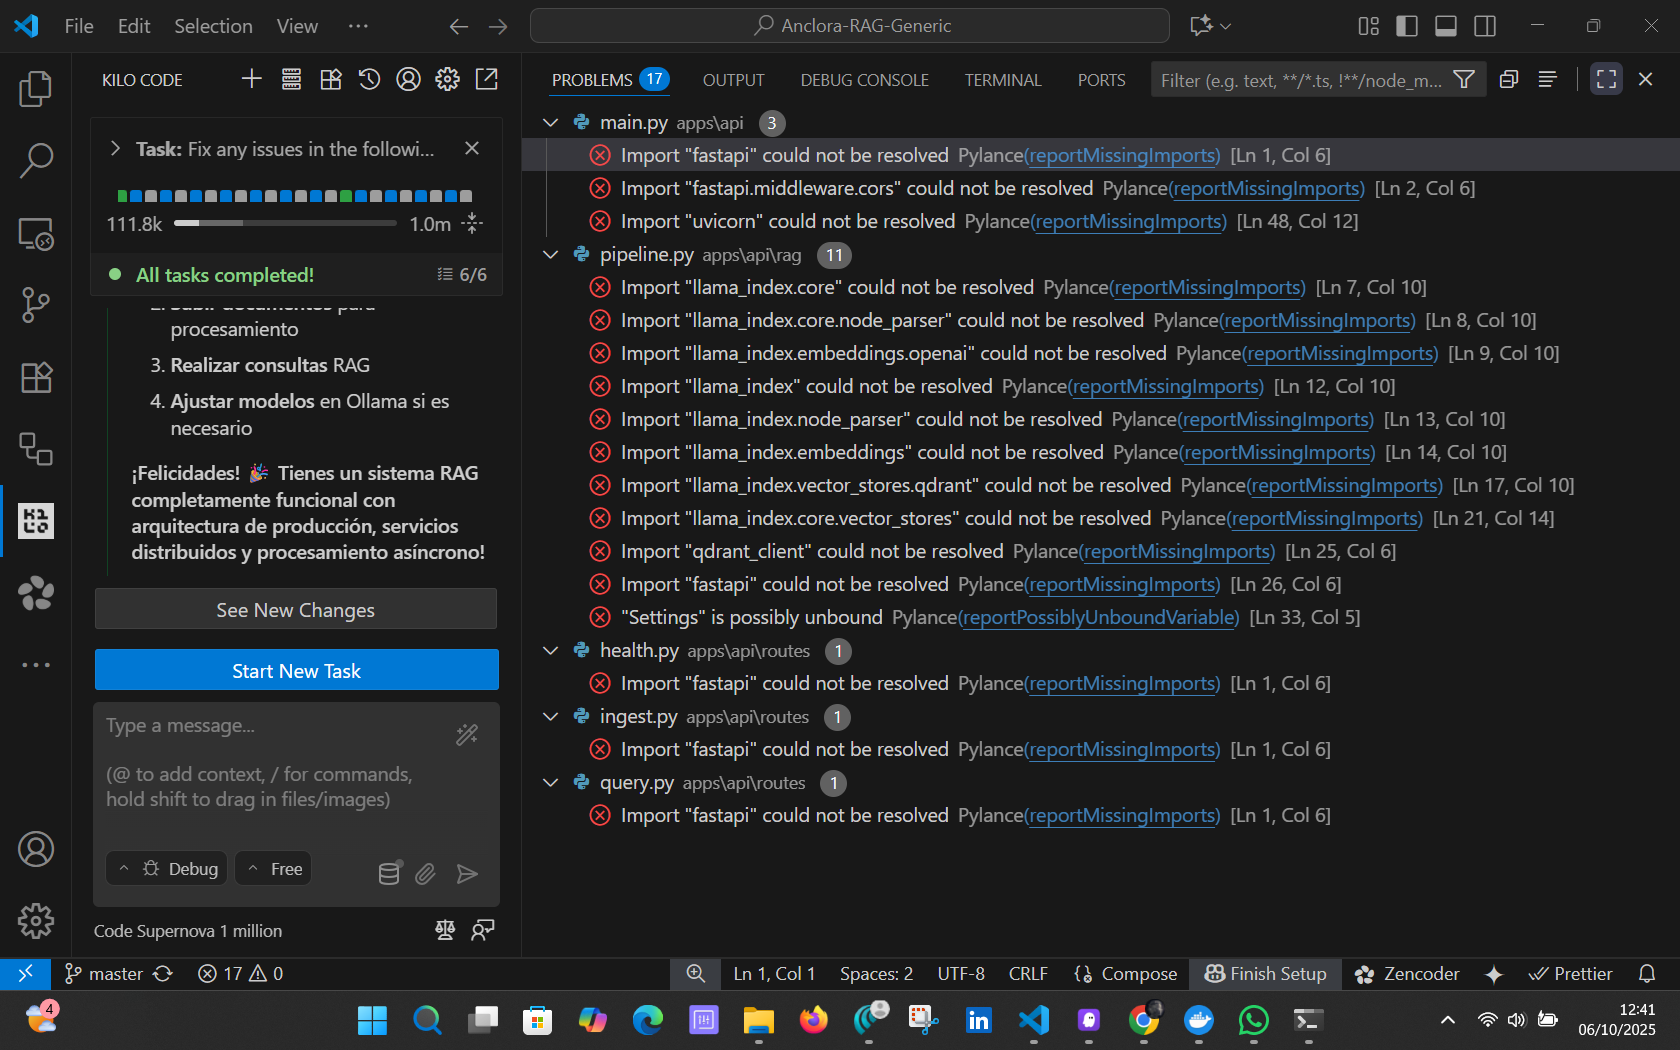 File Edit Selection View ···
Anclora-RAG-Generic
KILO CODE
Task: Fix any issues in the followi...
111.8k 1.0m
All tasks completed! 6/6
2. Subir documentos para
procesamiento
3. Realizar consultas RAG
4. Ajustar modelos en Ollama si es
necesario
¡Felicidades! 🎉 Tienes un sistema RAG
completamente funcional con
arquitectura de producción, servicios
distribuidos y procesamiento asíncrono!
See New Changes
Start New Task
Type a message...
(@ to add context, / for commands,
hold shift to drag in files/images)
Debug Free
Code Supernova 1 million
PROBLEMS 17 OUTPUT DEBUG CONSOLE TERMINAL PORTS Filter (e.g. text, **/*.ts, !**/node_m...
main.py apps\api 3
Import "fastapi" could not be resolved Pylance(reportMissingImports) [Ln 1, Col 6]
Import "fastapi.middleware.cors" could not be resolved Pylance(reportMissingImports) [Ln 2, Col 6]
Import "uvicorn" could not be resolved Pylance(reportMissingImports) [Ln 48, Col 12]
pipeline.py apps\api\rag 11
Import "llama_index.core" could not be resolved Pylance(reportMissingImports) [Ln 7, Col 10]
Import "llama_index.core.node_parser" could not be resolved Pylance(reportMissingImports) [Ln 8, Col 10]
Import "llama_index.embeddings.openai" could not be resolved Pylance(reportMissingImports) [Ln 9, Col 10]
Import "llama_index" could not be resolved Pylance(reportMissingImports) [Ln 12, Col 10]
Import "llama_index.node_parser" could not be resolved Pylance(reportMissingImports) [Ln 13, Col 10]
Import "llama_index.embeddings" could not be resolved Pylance(reportMissingImports) [Ln 14, Col 10]
Import "llama_index.vector_stores.qdrant" could not be resolved Pylance(reportMissingImports) [Ln 17, Col 10]
Import "llama_index.core.vector_stores" could not be resolved Pylance(reportMissingImports) [Ln 21, Col 14]
Import "qdrant_client" could not be resolved Pylance(reportMissingImports) [Ln 25, Col 6]
Import "fastapi" could not be resolved Pylance(reportMissingImports) [Ln 26, Col 6]
"Settings" is possibly unbound Pylance(reportPossiblyUnboundVariable) [Ln 33, Col 5]
health.py apps\api\routes 1
Import "fastapi" could not be resolved Pylance(reportMissingImports) [Ln 1, Col 6]
ingest.py apps\api\routes 1
Import "fastapi" could not be resolved Pylance(reportMissingImports) [Ln 1, Col 6]
query.py apps\api\routes 1
Import "fastapi" could not be resolved Pylance(reportMissingImports) [Ln 1, Col 6]
master 17 0 Ln 1, Col 1 Spaces: 2 UTF-8 CRLF Compose Finish Setup Zencoder Prettier
4
12:41
06/10/2025